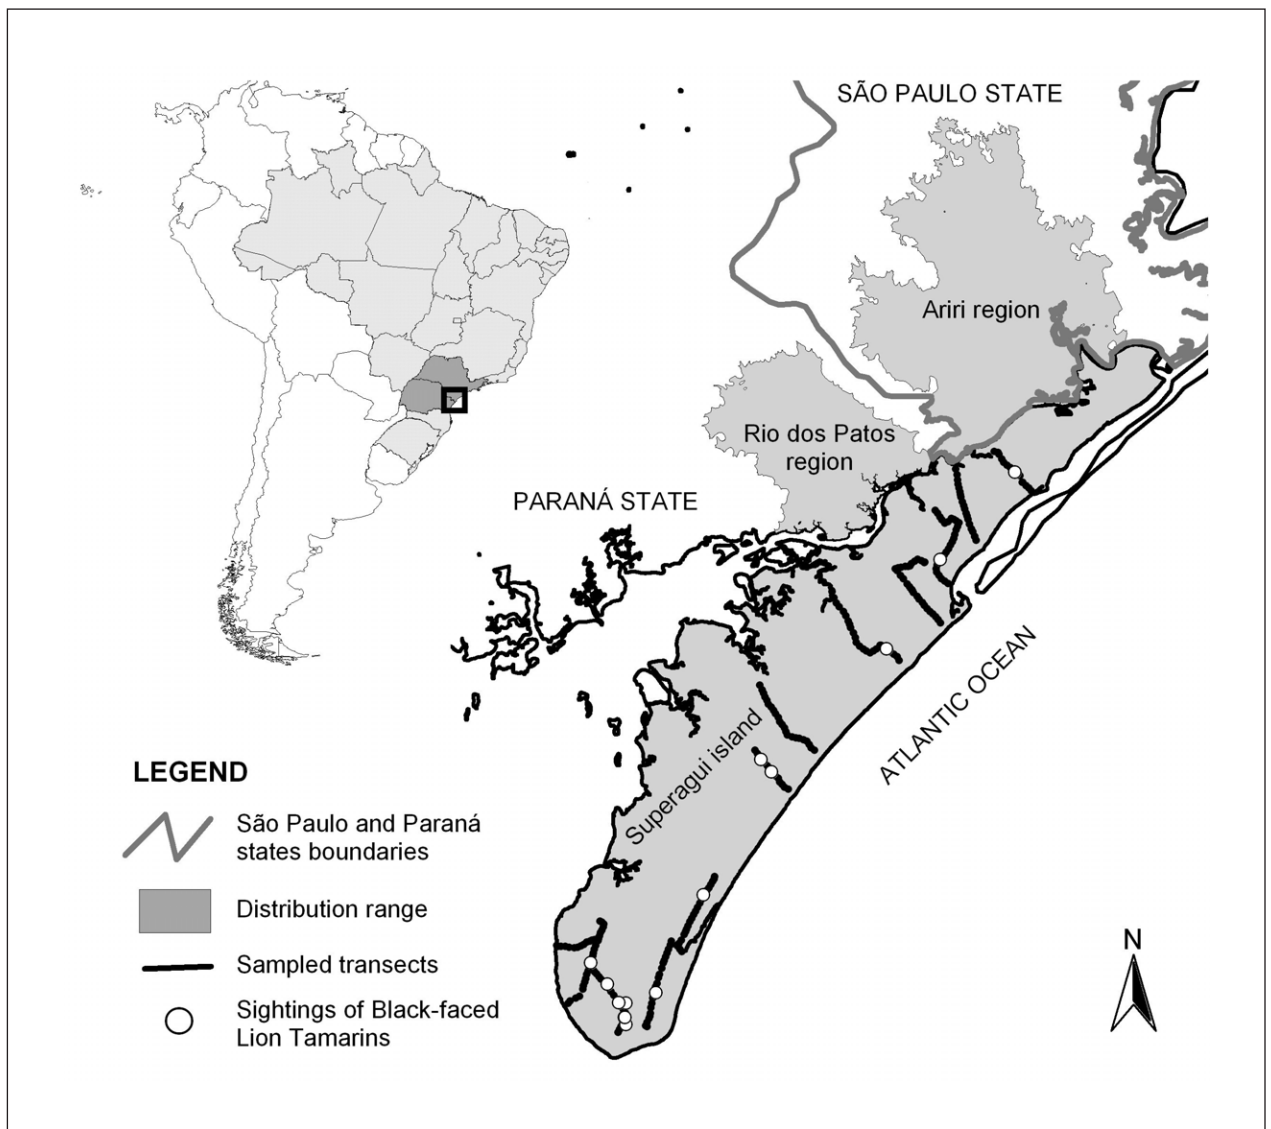 SÃO PAULO STATE
Ariri region
Rio dos Patos
region
PARANÁ STATE
ATLANTIC OCEAN
Superagui island
LEGEND
São Paulo and Paraná
states boundaries
Distribution range
Sampled transects
Sightings of Black-faced
Lion Tamarins
N